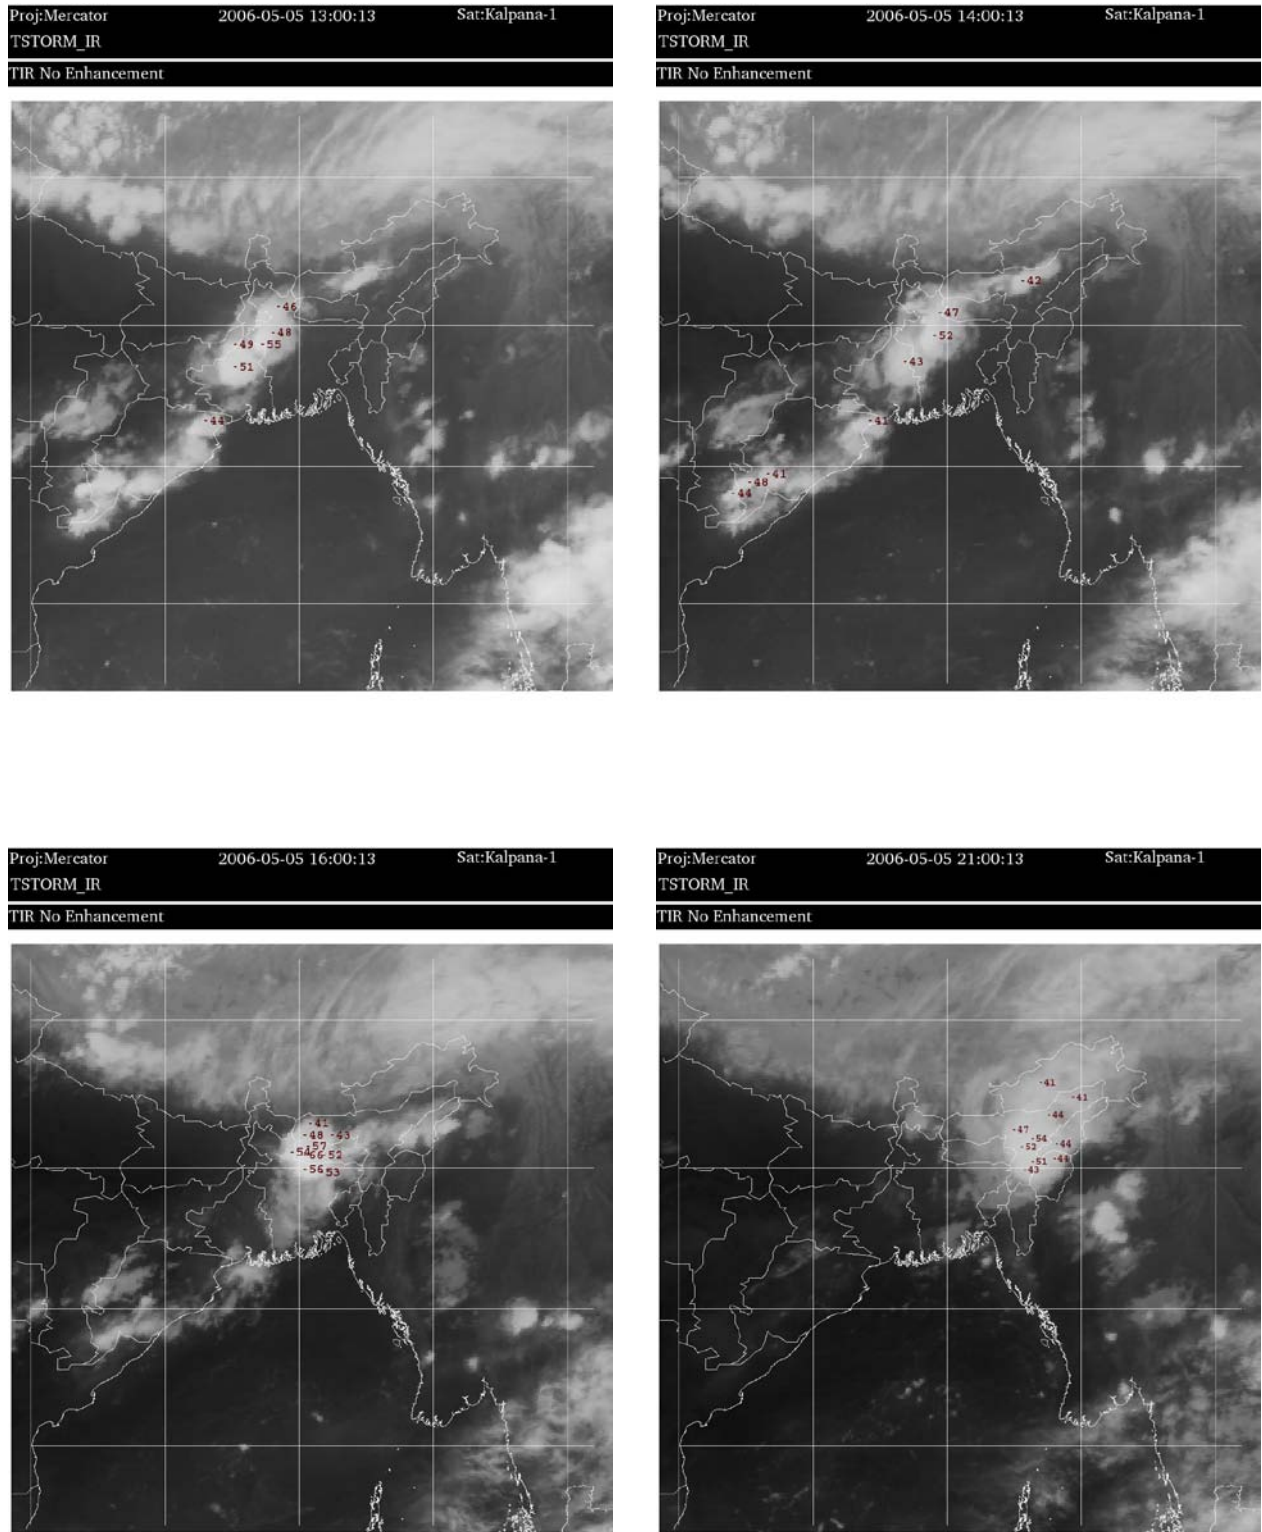 Proj:Mercator 2006-05-05 13:00:13 Sat:Kalpana-1
TSTORM_IR
TIR No Enhancement
-46
-48
-49 -55
-51
-44
Proj:Mercator 2006-05-05 14:00:13 Sat:Kalpana-1
TSTORM_IR
TIR No Enhancement
-42
-47
-52
-43
-41
-41
-48
-44
Proj:Mercator 2006-05-05 16:00:13 Sat:Kalpana-1
TSTORM_IR
TIR No Enhancement
-41
-48 -43
-57
-54 -66 -52
-56 -53
Proj:Mercator 2006-05-05 21:00:13 Sat:Kalpana-1
TSTORM_IR
TIR No Enhancement
-41
-41
-44
-47
-54
-52 -44
-51 -44
-43